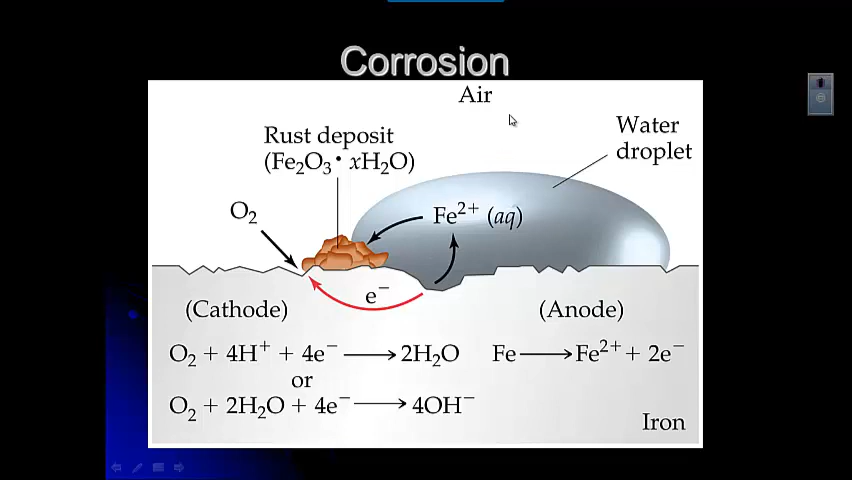 Corrosion
Air
Rust deposit
(Fe₂O₃ • xH₂O)
Water
droplet
O₂
Fe²⁺ (aq)
e⁻
(Cathode)
(Anode)
O₂ + 4H⁺ + 4e⁻ ⟶ 2H₂O
Fe ⟶ Fe²⁺ + 2e⁻
or
O₂ + 2H₂O + 4e⁻ ⟶ 4OH⁻
Iron